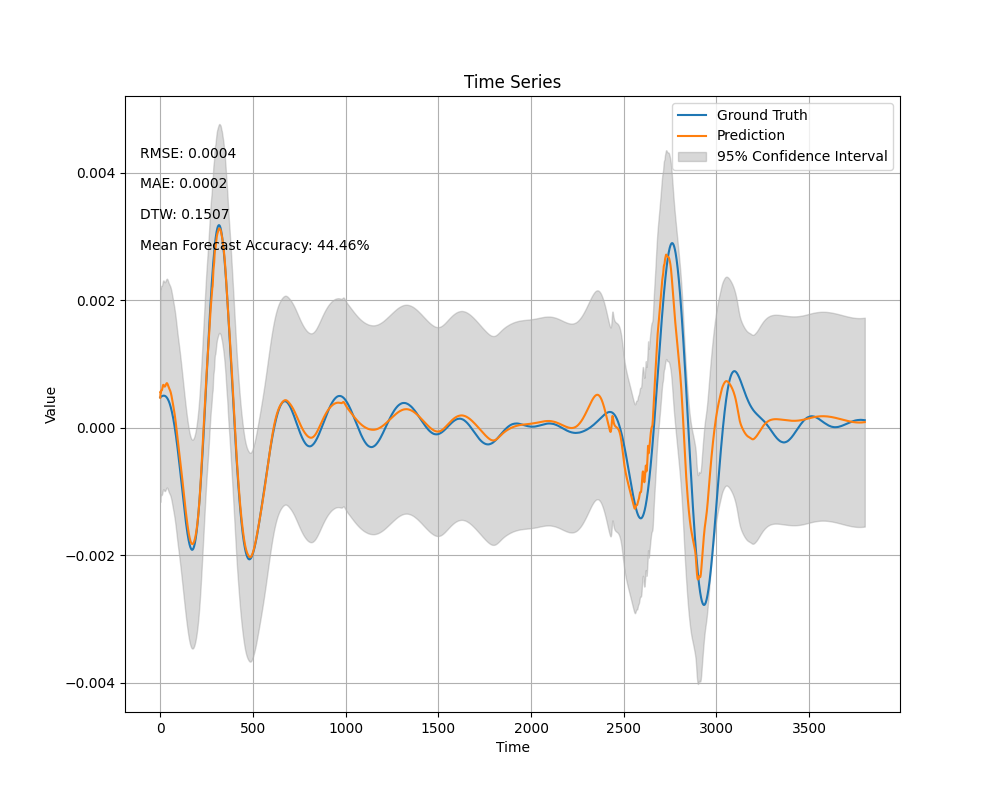 Time Series
Ground Truth
Prediction
95% Confidence Interval
RMSE: 0.0004
MAE: 0.0002
DTW: 0.1507
Mean Forecast Accuracy: 44.46%
0.004
0.002
0.000
−0.002
−0.004
Value
0 500 1000 1500 2000 2500 3000 3500
Time